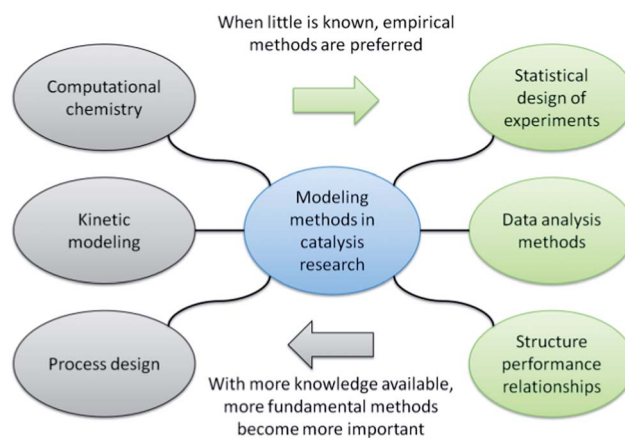 When little is known, empirical
methods are preferred
Computational
chemistry
Statistical
design of
experiments
Kinetic
modeling
Modeling
methods in
catalysis
research
Data analysis
methods
Process design
Structure
performance
relationships
With more knowledge available,
more fundamental methods
become more important